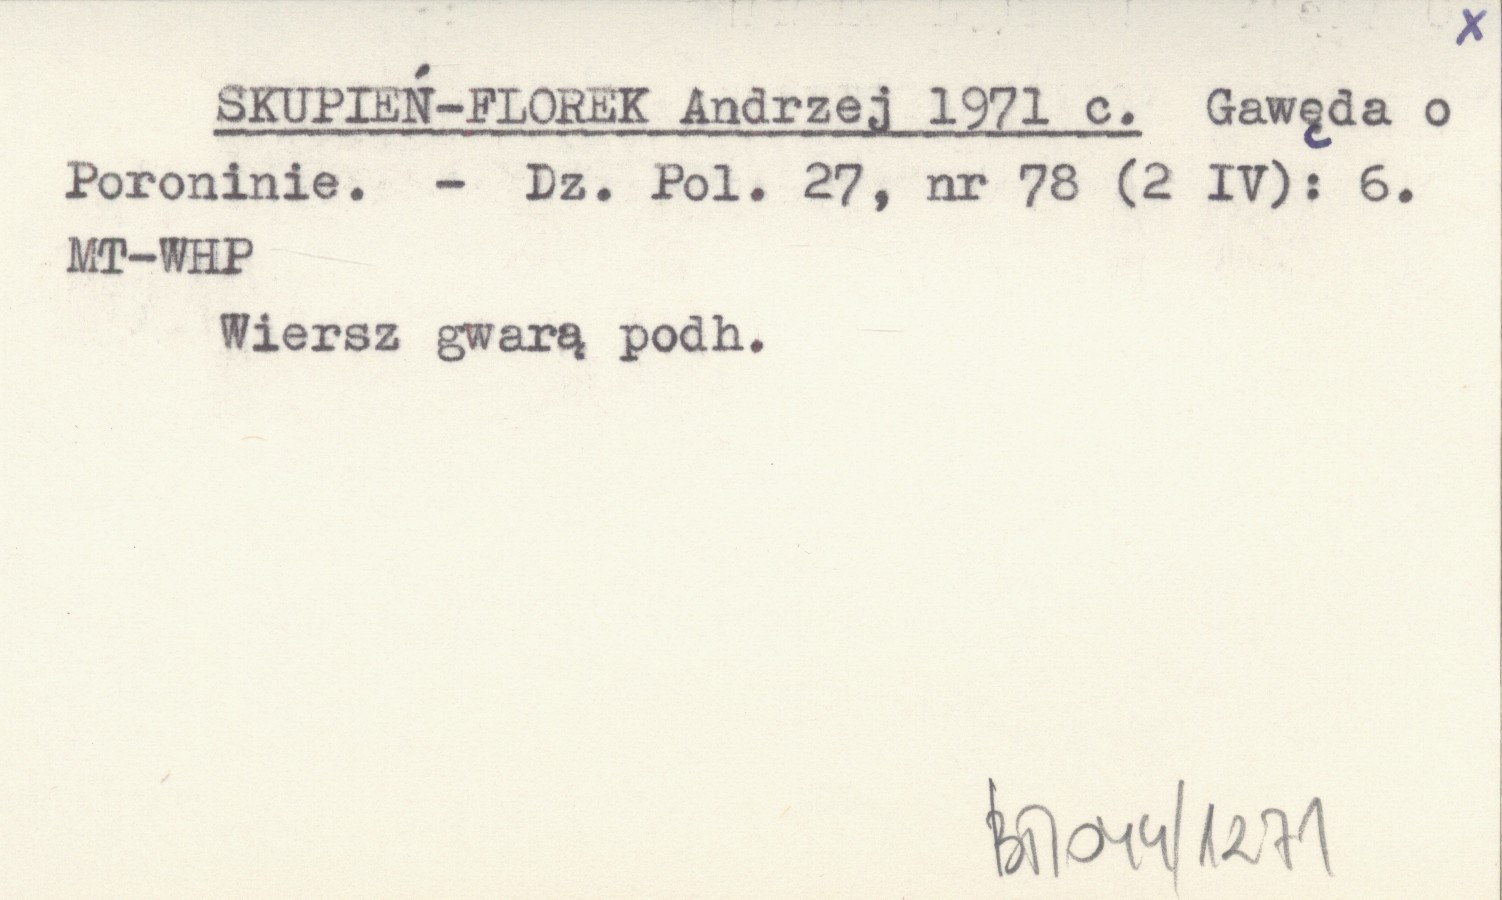 x
SKUPIEŃ-FLOREK Andrzej 1971 c. Gawęda o
Poroninie. - Dz. Pol. 27, nr 78 (2 IV): 6.
MT-WHP
Wiersz gwarą podh.
/1271